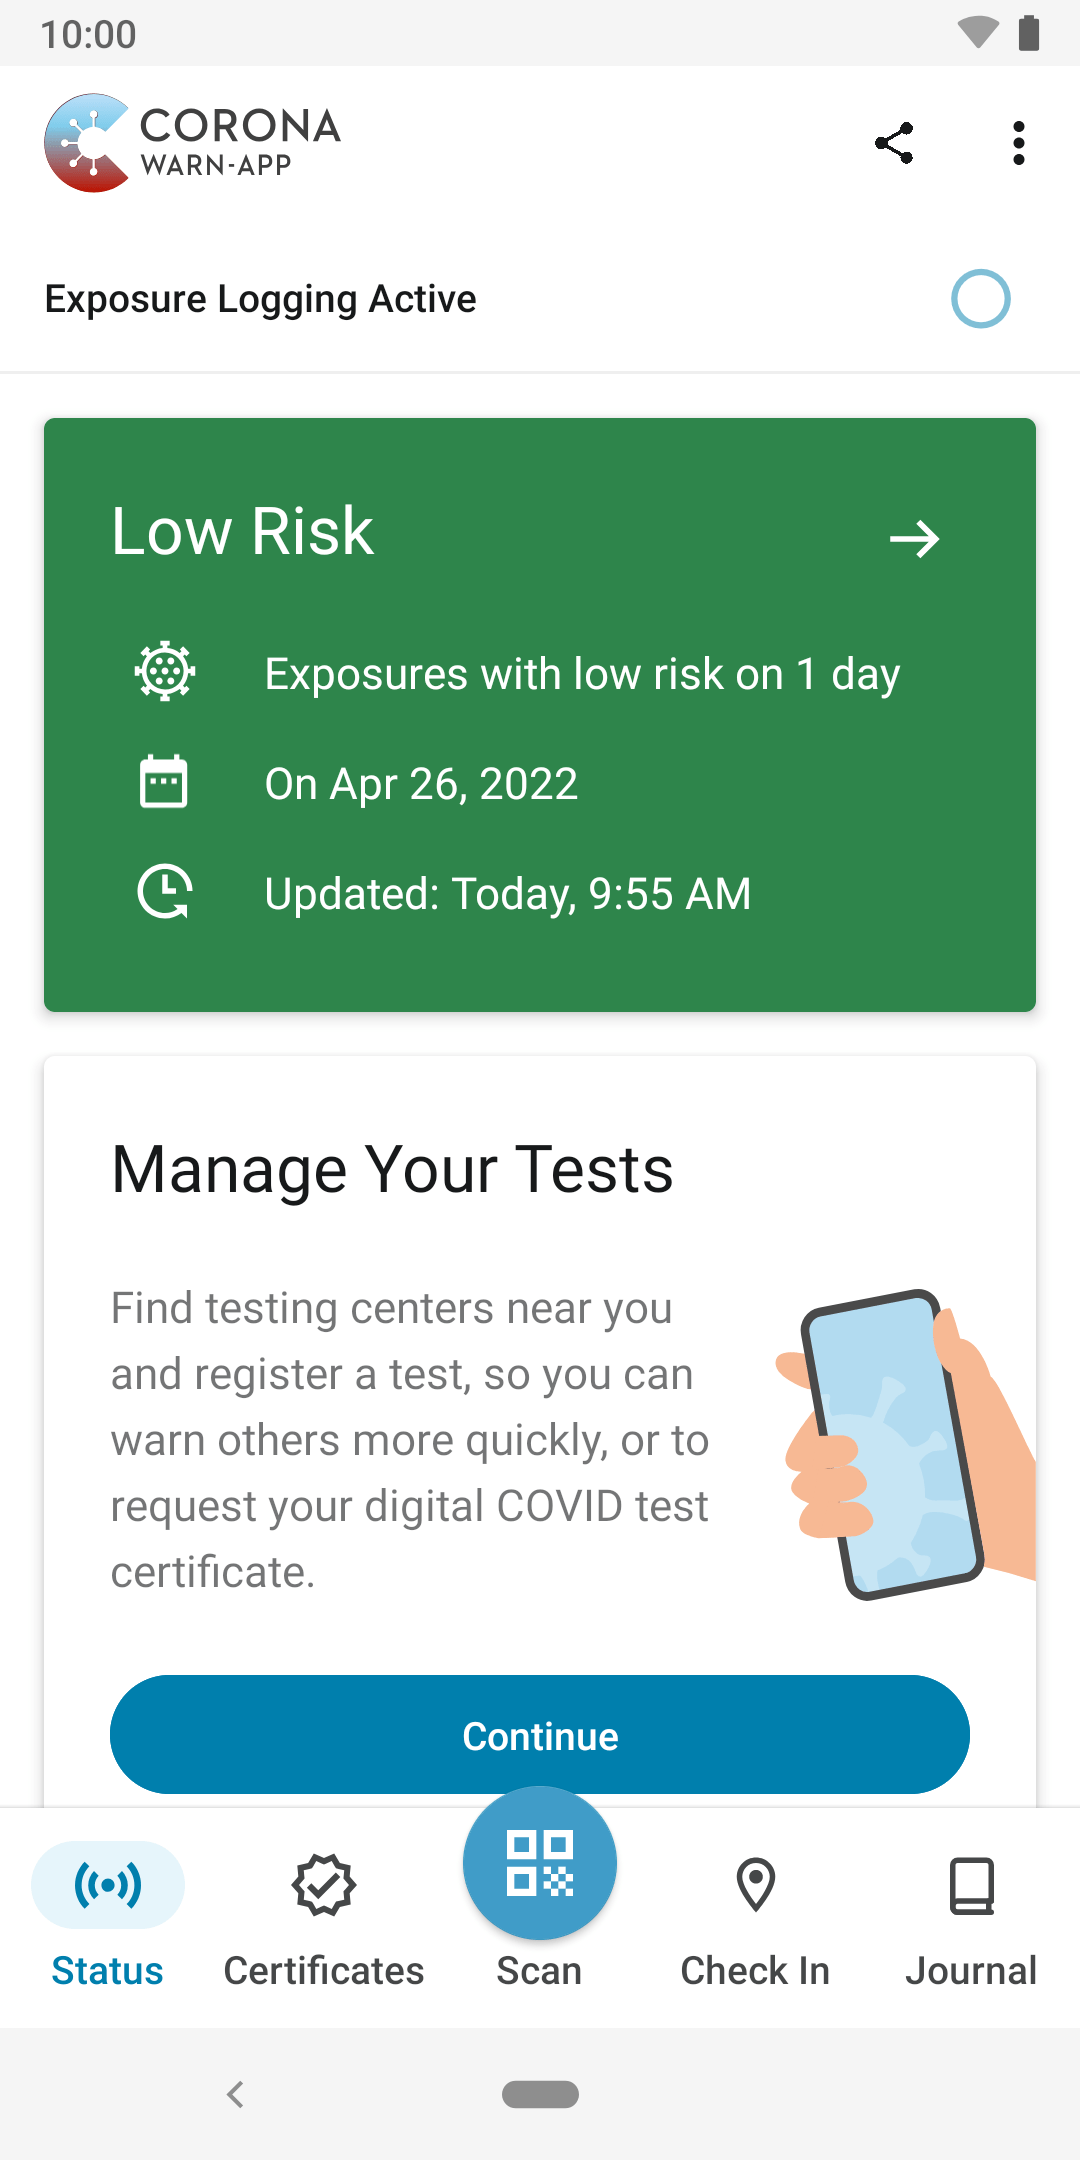 10:00
CORONA
WARN-APP
Exposure Logging Active
Low Risk
Exposures with low risk on 1 day
On Apr 26, 2022
Updated: Today, 9:55 AM
Manage Your Tests
Find testing centers near you
and register a test, so you can
warn others more quickly, or to
request your digital COVID test
certificate.
Continue
Status
Certificates
Scan
Check In
Journal